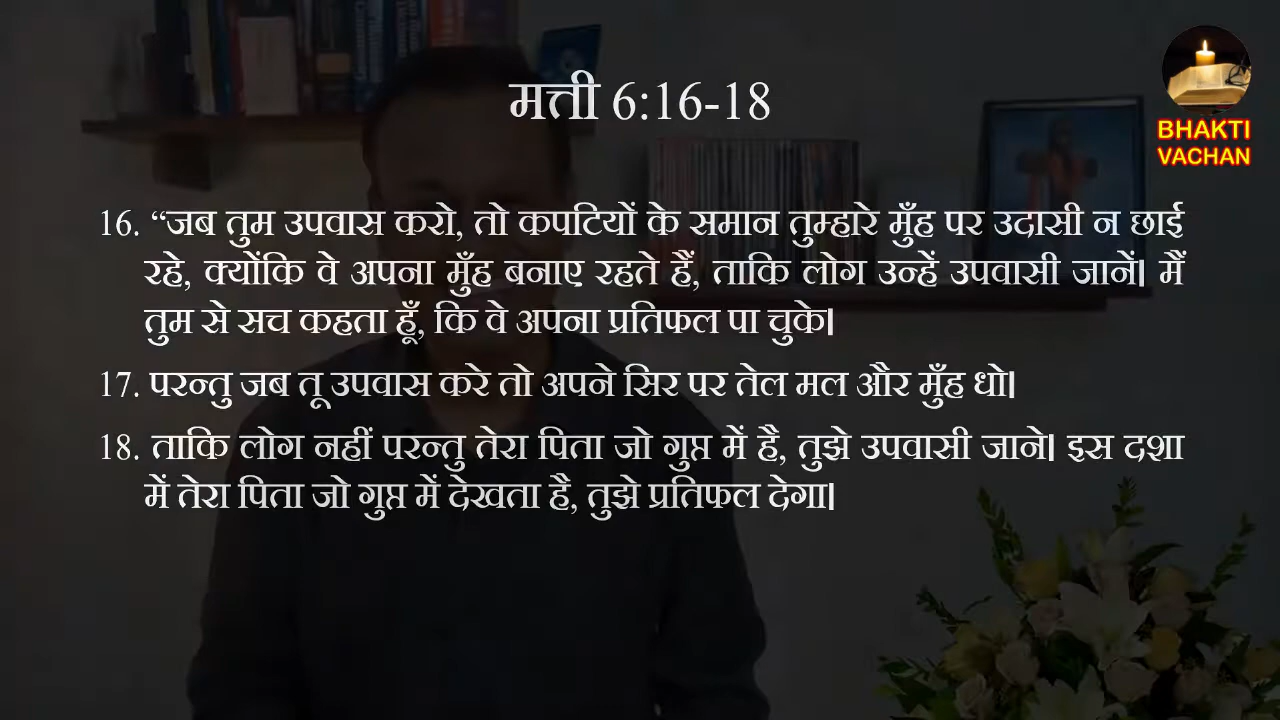 मत्ती 6:16-18
BHAKTI
VACHAN
16. “जब तुम उपवास करो, तो कपटियों के समान तुम्हारे मुँह पर उदासी न छाई
रहे, क्योंकि वे अपना मुँह बनाए रहते हैं, ताकि लोग उन्हें उपवासी जानें। मैं
तुम से सच कहता हूँ, कि वे अपना प्रतिफल पा चुके।
17. परन्तु जब तू उपवास करे तो अपने सिर पर तेल मल और मुँह धो।
18. ताकि लोग नहीं परन्तु तेरा पिता जो गुप्त में है, तुझे उपवासी जाने। इस दशा
में तेरा पिता जो गुप्त में देखता है, तुझे प्रतिफल देगा।